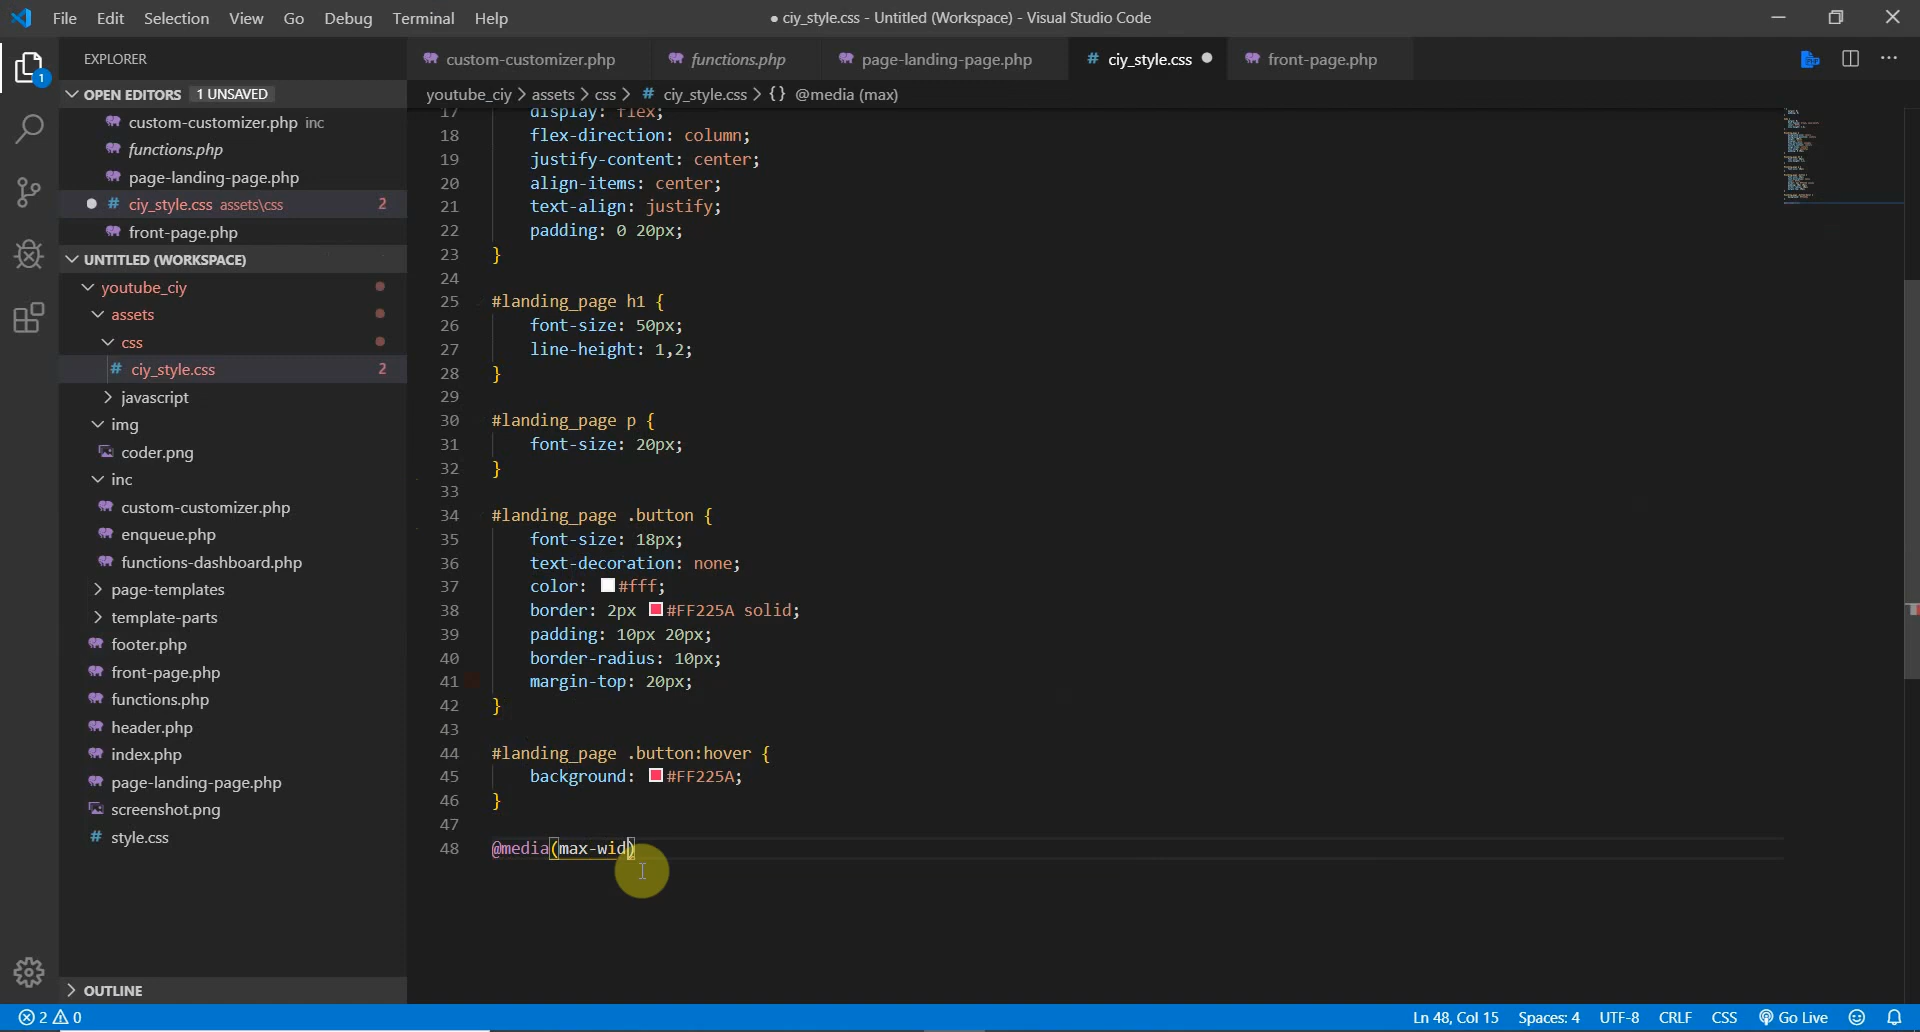 File Edit Selection View Go Debug Terminal Help
● ciy_style.css - Untitled (Workspace) - Visual Studio Code
EXPLORER
custom-customizer.php
functions.php
page-landing-page.php
# ciy_style.css
front-page.php
OPEN EDITORS 1 UNSAVED
youtube_ciy > assets > css > # ciy_style.css > {} @media (max)
1
custom-customizer.php inc
functions.php
page-landing-page.php
# ciy_style.css assets\css 2
front-page.php
UNTITLED (WORKSPACE)
youtube_ciy
assets
css
# ciy_style.css 2
javascript
img
coder.png
inc
custom-customizer.php
enqueue.php
functions-dashboard.php
page-templates
template-parts
footer.php
front-page.php
functions.php
header.php
index.php
page-landing-page.php
screenshot.png
# style.css
OUTLINE
17 display: flex;
18 flex-direction: column;
19 justify-content: center;
20 align-items: center;
21 text-align: justify;
22 padding: 0 20px;
23 }
24
25 #landing_page h1 {
26 font-size: 50px;
27 line-height: 1,2;
28 }
29
30 #landing_page p {
31 font-size: 20px;
32 }
33
34 #landing_page .button {
35 font-size: 18px;
36 text-decoration: none;
37 color: #fff;
38 border: 2px #FF225A solid;
39 padding: 10px 20px;
40 border-radius: 10px;
41 margin-top: 20px;
42 }
43
44 #landing_page .button:hover {
45 background: #FF225A;
46 }
47
48 @media(max-wid)
2 0
Ln 48, Col 15 Spaces: 4 UTF-8 CRLF CSS Go Live